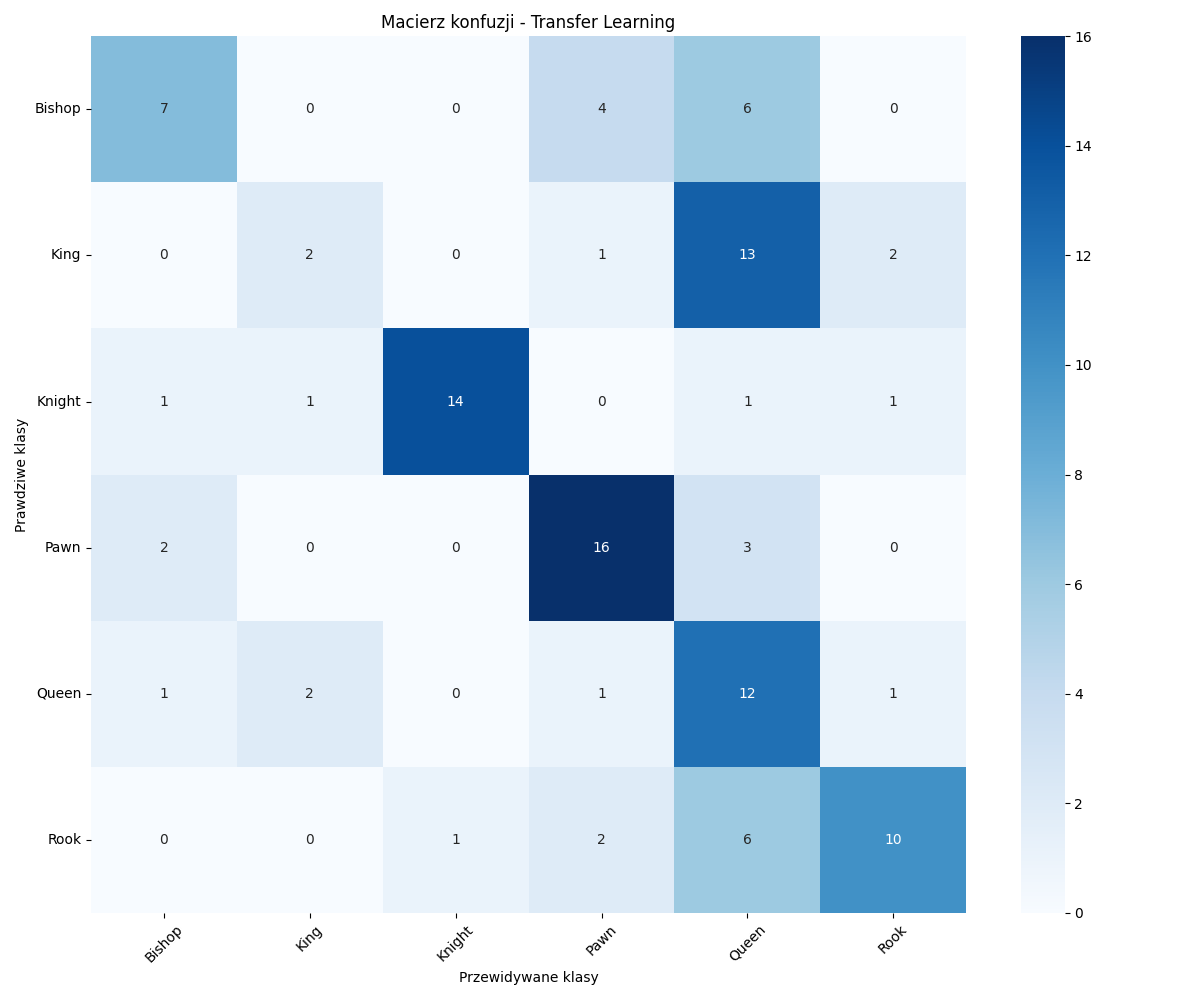 Macierz konfuzji - Transfer Learning
Bishop 7 0 0 4 6 0
King 0 2 0 1 13 2
Knight 1 1 14 0 1 1
Pawn 2 0 0 16 3 0
Queen 1 2 0 1 12 1
Rook 0 0 1 2 6 10
Bishop King Knight Pawn Queen Rook
Przewidywane klasy
Prawdziwe klasy
16
14
12
10
8
6
4
2
0